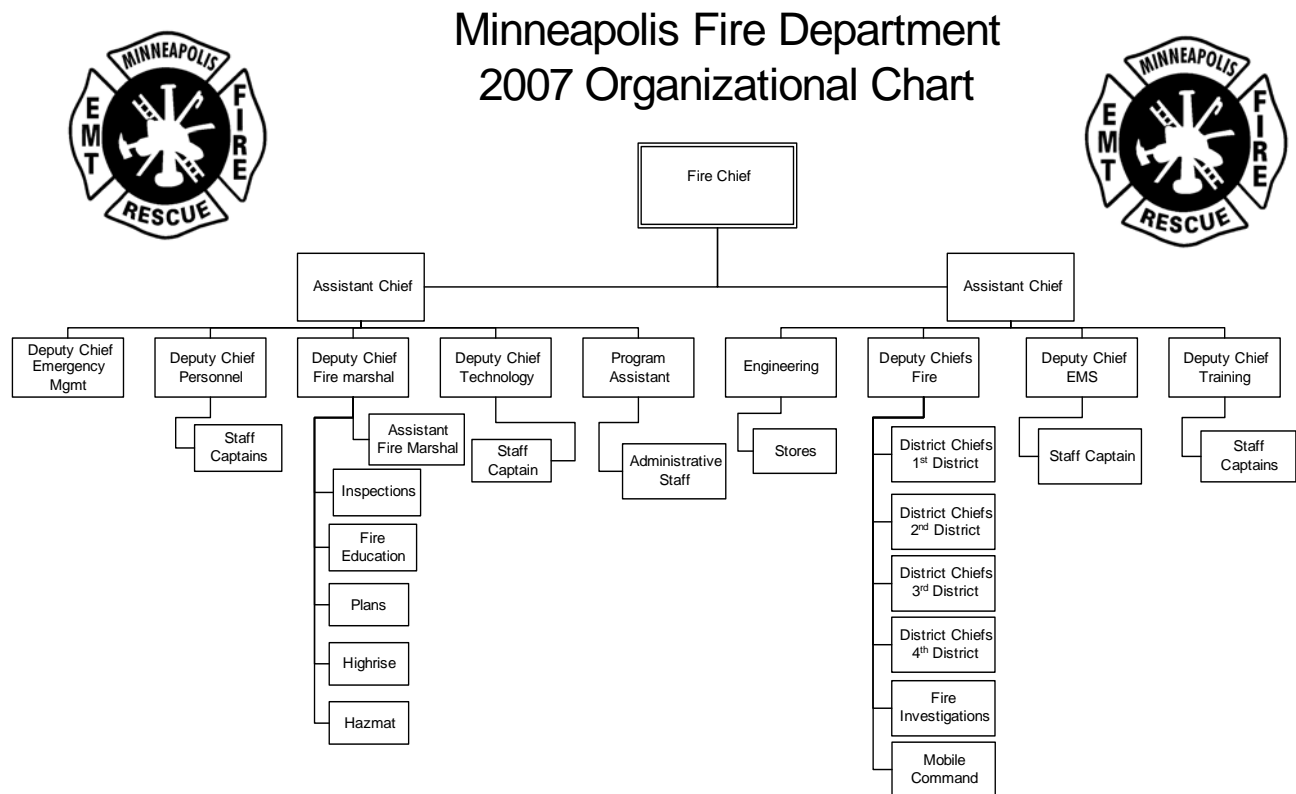 Minneapolis Fire Department
2007 Organizational Chart
MINNEAPOLIS
EMT
FIRE
RESCUE
MINNEAPOLIS
EMT
FIRE
RESCUE
Fire Chief
Assistant Chief
Assistant Chief
Deputy Chief
Emergency
Mgmt
Deputy Chief
Personnel
Deputy Chief
Fire marshal
Deputy Chief
Technology
Program
Assistant
Engineering
Deputy Chiefs
Fire
Deputy Chief
EMS
Deputy Chief
Training
Staff
Captains
Assistant
Fire Marshal
Inspections
Fire
Education
Plans
Highrise
Hazmat
Staff
Captain
Administrative
Staff
Stores
District Chiefs
1st District
District Chiefs
2nd District
District Chiefs
3rd District
District Chiefs
4th District
Fire
Investigations
Mobile
Command
Staff Captain
Staff
Captains